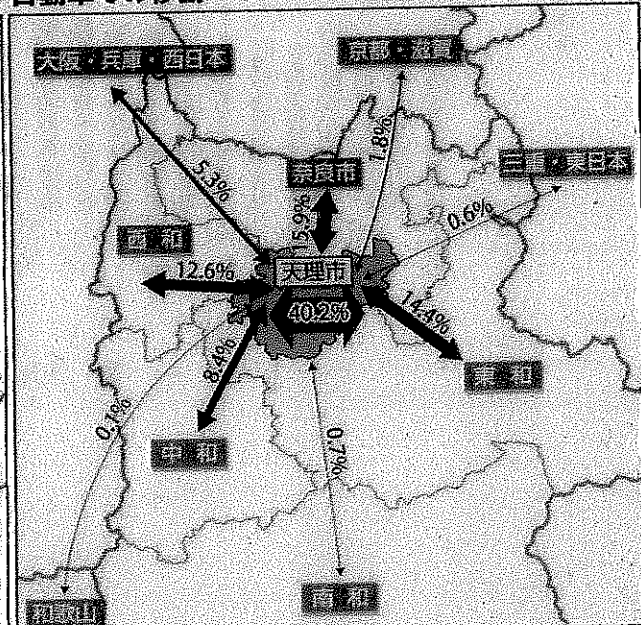 自動車での移動
大阪・兵庫・西日本
京都・滋賀
三重・東日本
奈良市
5.3%
1.8%
0.6%
15.9%
西 和
12.6%
天理市
40.2%
14.4%
東 和
8.4%
中 和
0.1%
0.7%
和歌山
南 和